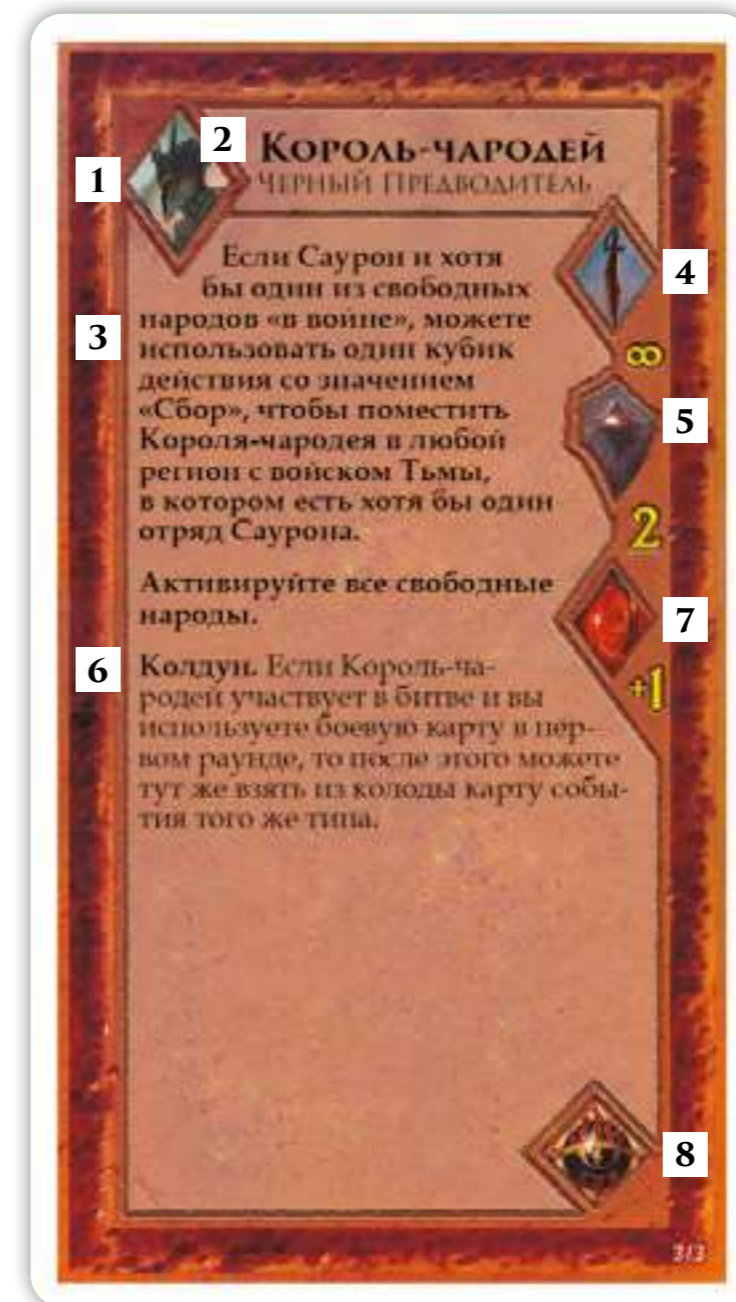 1
2
КОРОЛЬ-ЧАРОДЕЙ
ЧЕРНЫЙ ПРЕДВОДИТЕЛЬ
Если Саурон и хотя
бы один из свободных
народов «в войне», можете
использовать один кубик
действия со значением
«Сбор», чтобы поместить
Короля-чародея в любой
регион с войском Тьмы,
в котором есть хотя бы один
отряд Саурона.
3
4
∞
5
2
Активируйте все свободные
народы.
7
+1
6
Колдун. Если Король-ча-
родей участвует в битве и вы
используете боевую карту в пер-
вом раунде, то после этого можете
тут же взять из колоды карту собы-
тия того же типа.
8
3/3